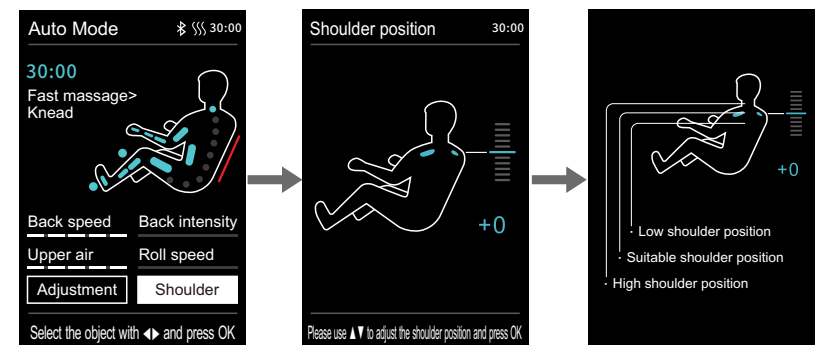 Auto Mode 30:00
30:00
Fast massage>
Knead
Back speed Back intensity
Upper air Roll speed
Adjustment Shoulder
Select the object with ◀▶ and press OK
Shoulder position 30:00
+0
Please use ▲▼ to adjust the shoulder position and press OK
+0
· Low shoulder position
· Suitable shoulder position
· High shoulder position